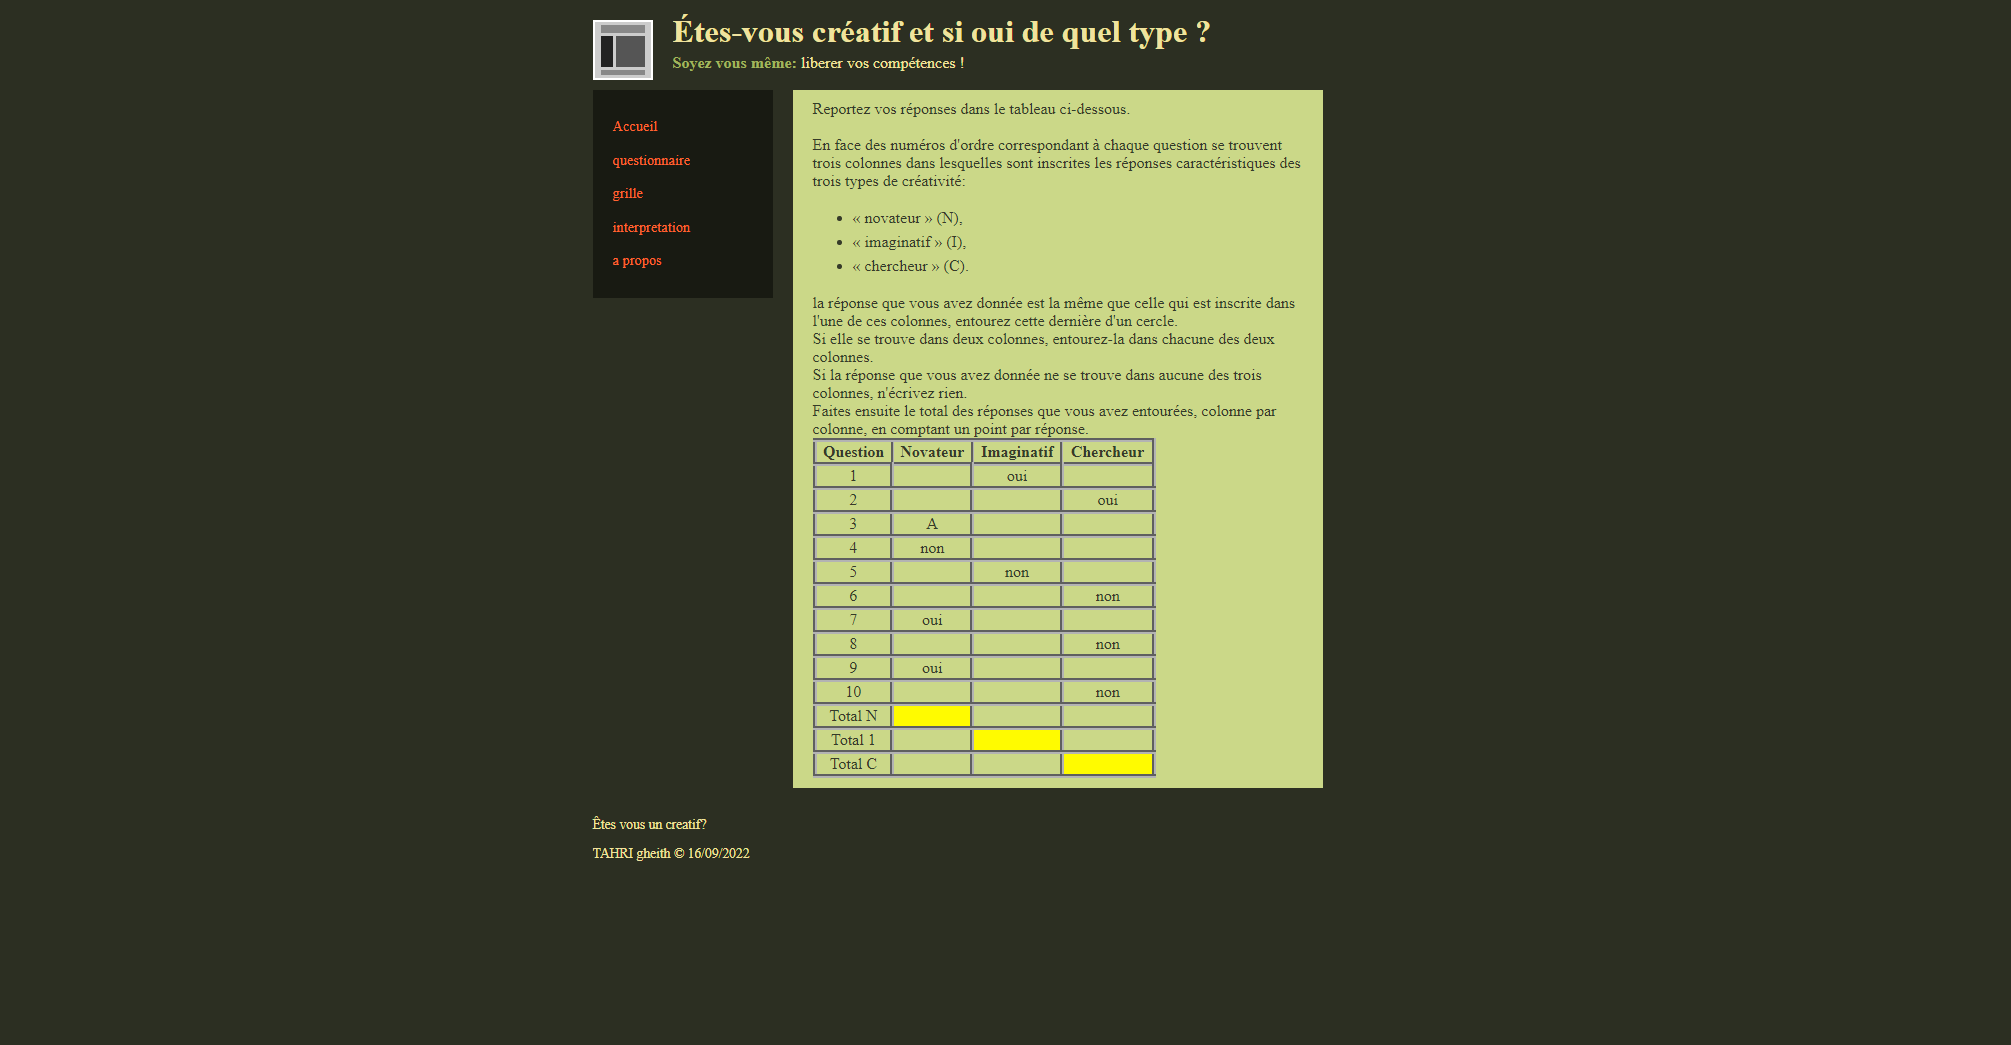 Étes-vous créatif et si oui de quel type ?
Soyez vous même: liberer vos compétences !
Accueil
questionnaire
grille
interpretation
a propos
Reportez vos réponses dans le tableau ci-dessous.
En face des numéros d'ordre correspondant à chaque question se trouvent
trois colonnes dans lesquelles sont inscrites les réponses caractéristiques des
trois types de créativité:
• « novateur » (N),
• « imaginatif » (I),
• « chercheur » (C).
la réponse que vous avez donnée est la même que celle qui est inscrite dans
l'une de ces colonnes, entourez cette dernière d'un cercle.
Si elle se trouve dans deux colonnes, entourez-la dans chacune des deux
colonnes.
Si la réponse que vous avez donnée ne se trouve dans aucune des trois
colonnes, n'écrivez rien.
Faites ensuite le total des réponses que vous avez entourées, colonne par
colonne, en comptant un point par réponse.
Question Novateur Imaginatif Chercheur
1 oui
2 oui
3 A
4 non
5 non
6 non
7 oui
8 non
9 oui
10 non
Total N
Total 1
Total C
Êtes vous un creatif?
TAHRI gheith © 16/09/2022